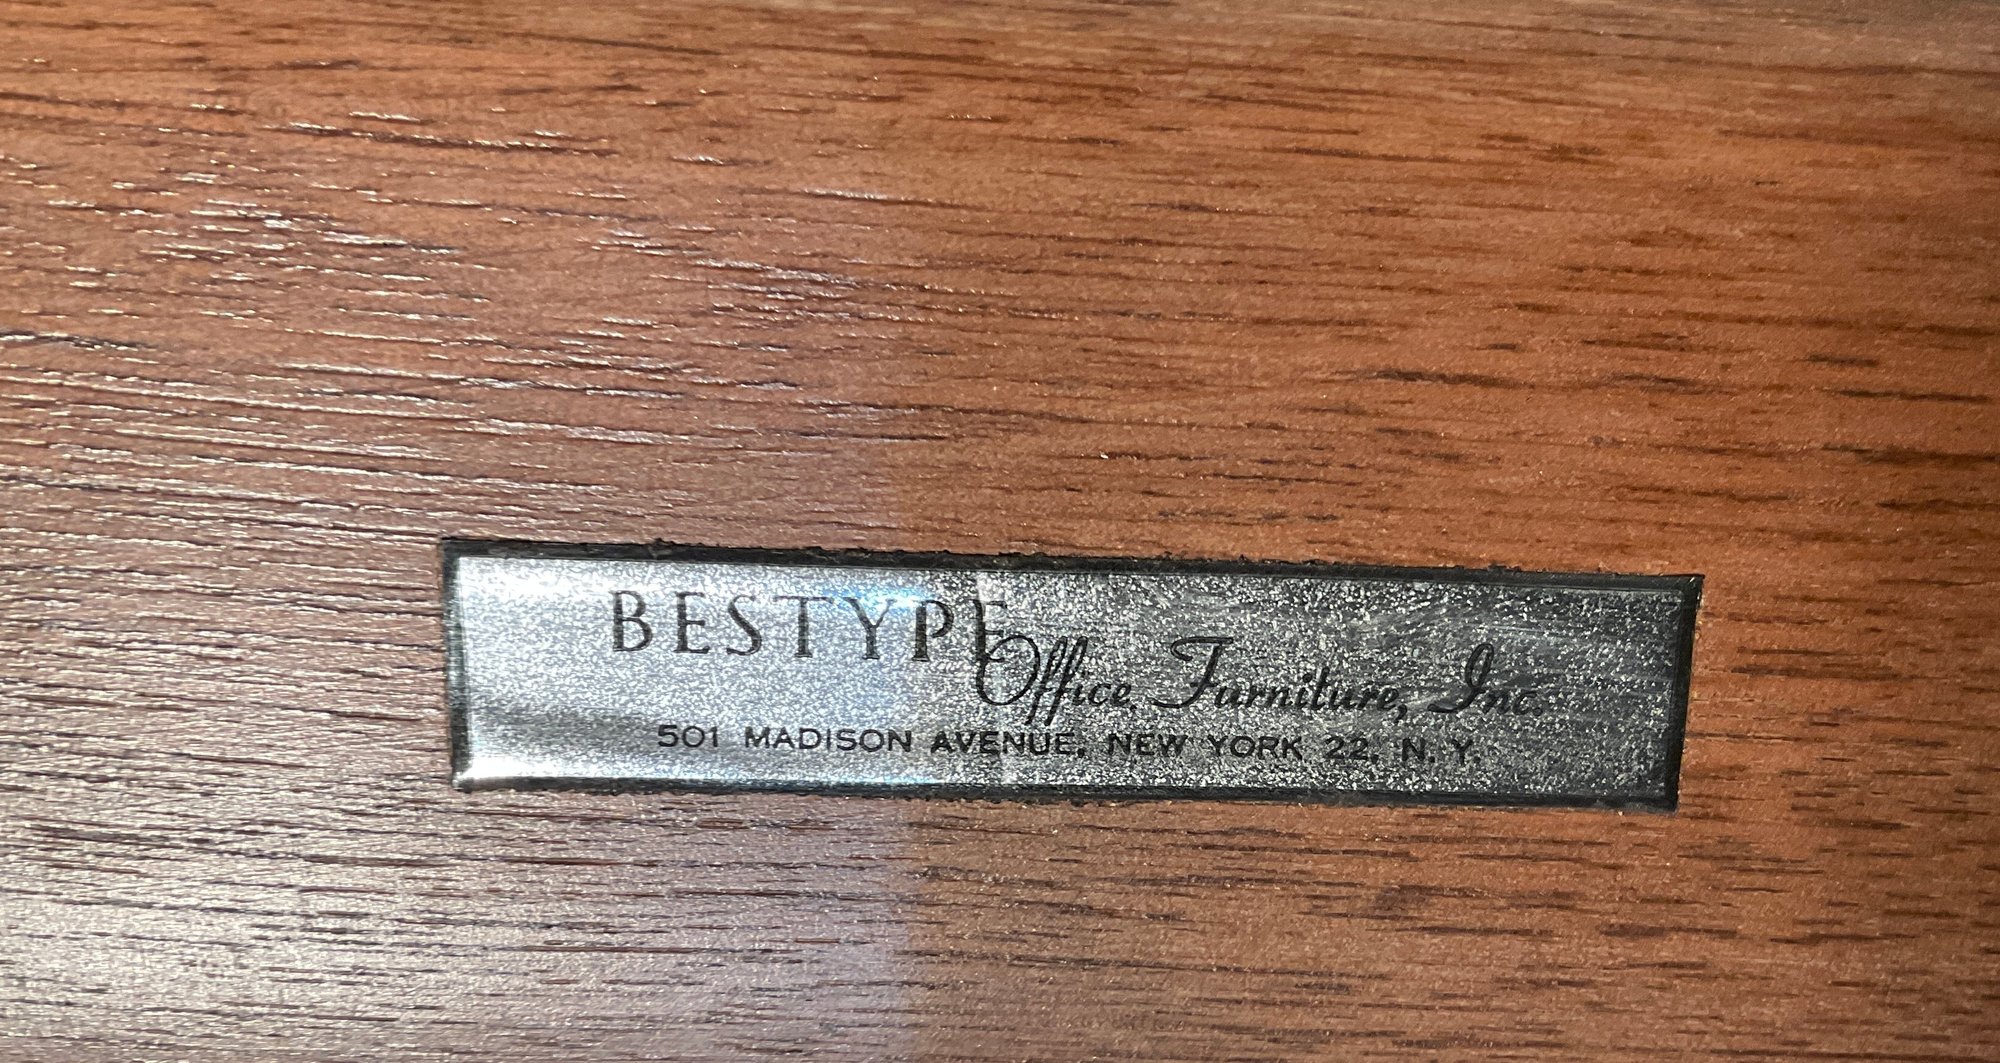 BESTYPE
Office Furniture, Inc.
501 MADISON AVENUE, NEW YORK 22, N. Y.